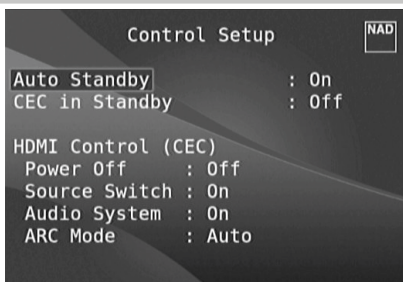 Control Setup
NAD
Auto Standby : On
CEC in Standby : Off
HDMI Control (CEC)
Power Off : Off
Source Switch : On
Audio System : On
ARC Mode : Auto